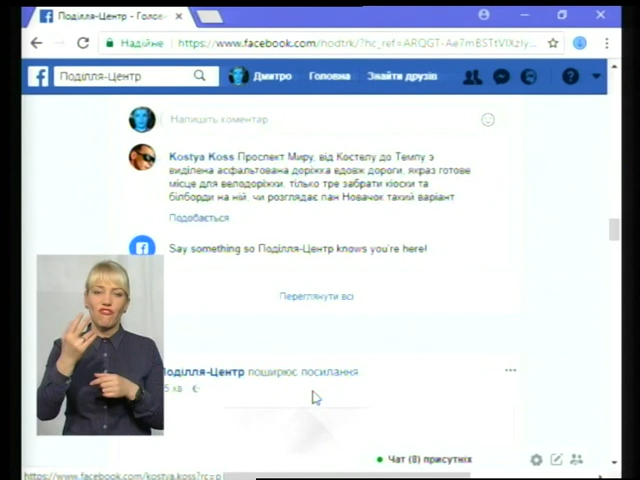 Поділля-Центр - Голов
Надійне
https://www.facebook.com/hodtrk/?hc_ref=ARQGT-Ae7mBSTtVlXzly
Поділля-Центр
Дмитро
Головна
Знайти друзів
Напишіть коментар
Kostya Koss Проспект Миру, від Костелу до Темпу з
виділена асфальтована доріжка вдовж дороги, якраз готове
місце для велодоріжки, тільки тре забрати кіоски та
білборди на ній, чи розглядає пан Новачок такий варіант
Подобається
Say something so Поділля-Центр knows you're here!
Переглянути всі
Поділля-Центр поширює посилання
5 хв
Чат (8) присутніх
https://www.facebook.com/kostya.koss?rc=p